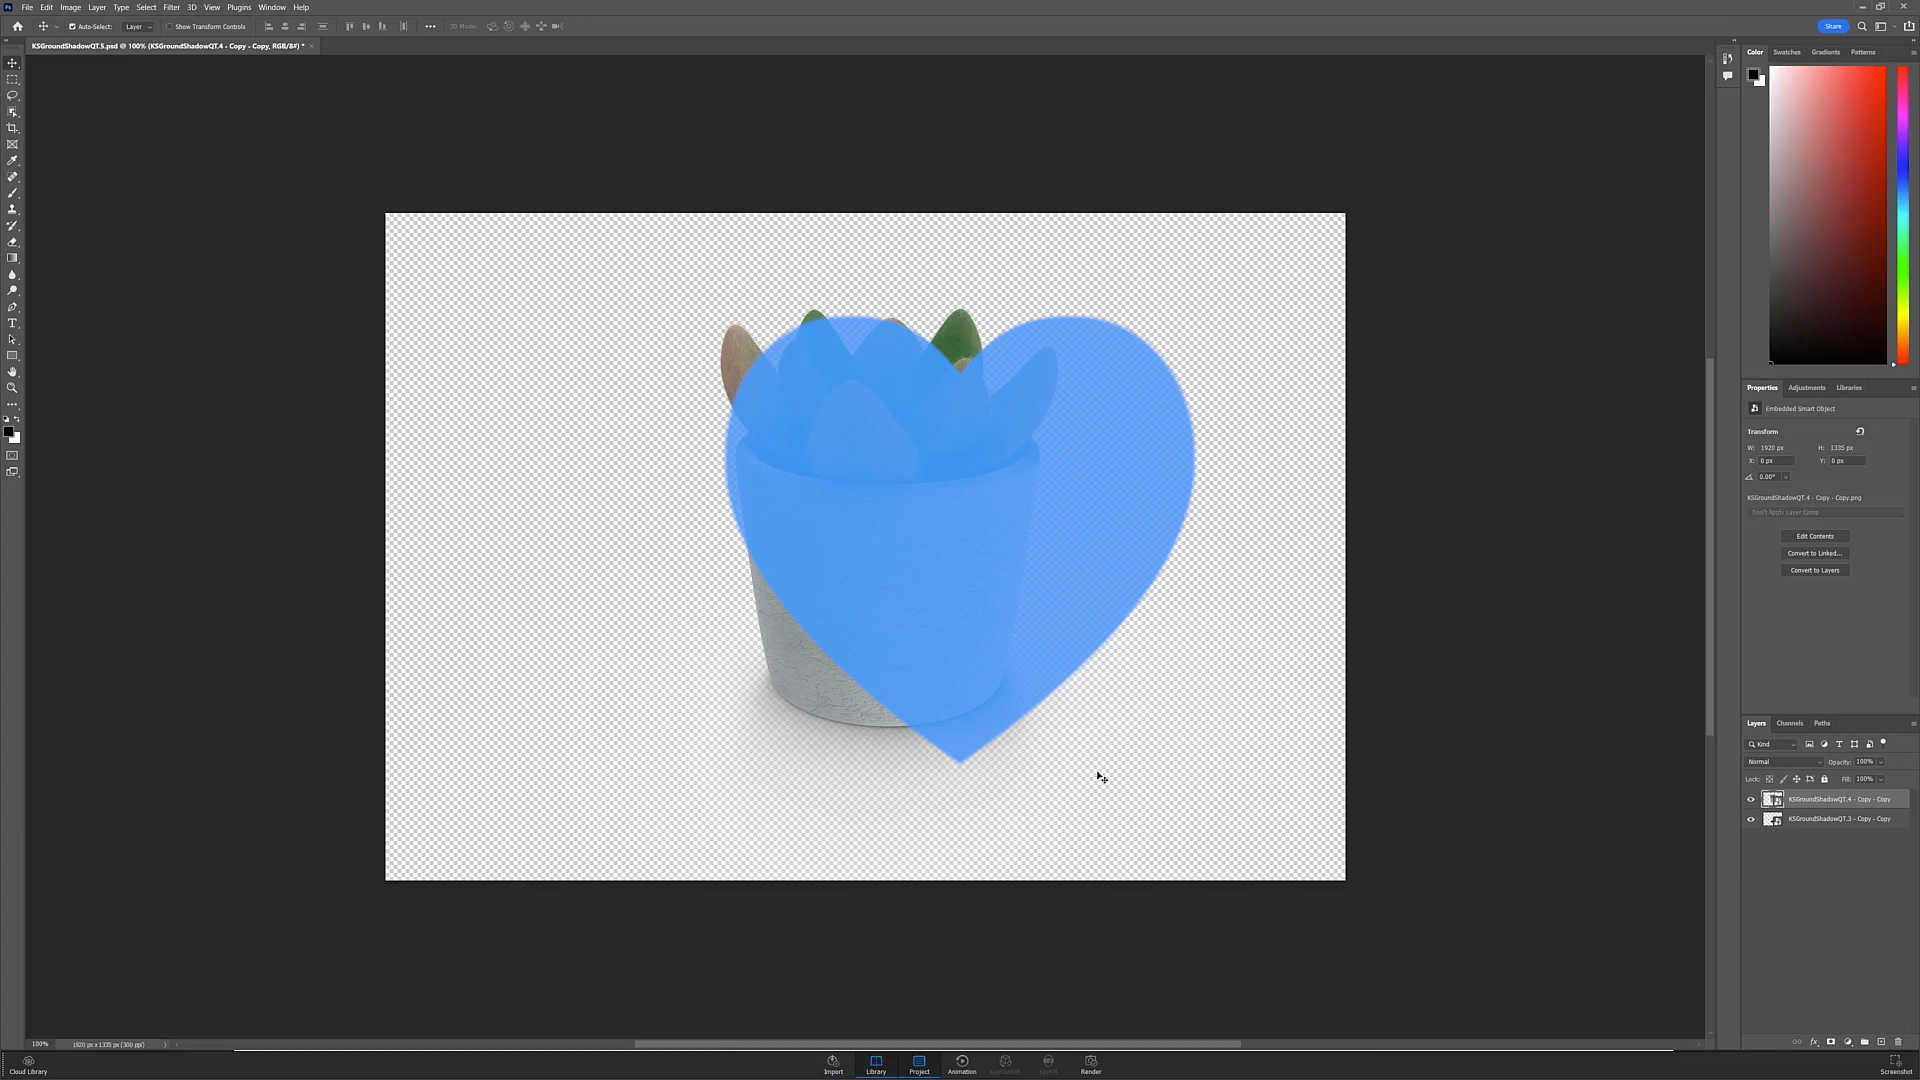 Ps File Edit Image Layer Type Select Filter 3D View Plugins Window Help
Auto-Select: Layer Show Transform Controls 3D Mode: Share
KSGroundShadowQT.5.psd @ 100% (KSGroundShadowQT.4 - Copy - Copy, RGB/8#) *
Color Swatches Gradients Patterns
Properties Adjustments Libraries
Embedded Smart Object
Transform
W: 1920 px H: 1335 px
X: 0 px Y: 0 px
0.00°
KSGroundShadowQT.4 - Copy - Copy.png
Don't Apply Layer Comp
Edit Contents
Convert to Linked...
Convert to Layers
Layers Channels Paths
Kind
Normal Opacity: 100%
Lock: Fill: 100%
KSGroundShadowQT.4 - Copy - Copy
KSGroundShadowQT.3 - Copy - Copy
100% 1920 px x 1335 px (300 ppi)
Cloud Library Import Library Project Animation KeyShotXR KeyVR Render Screenshot